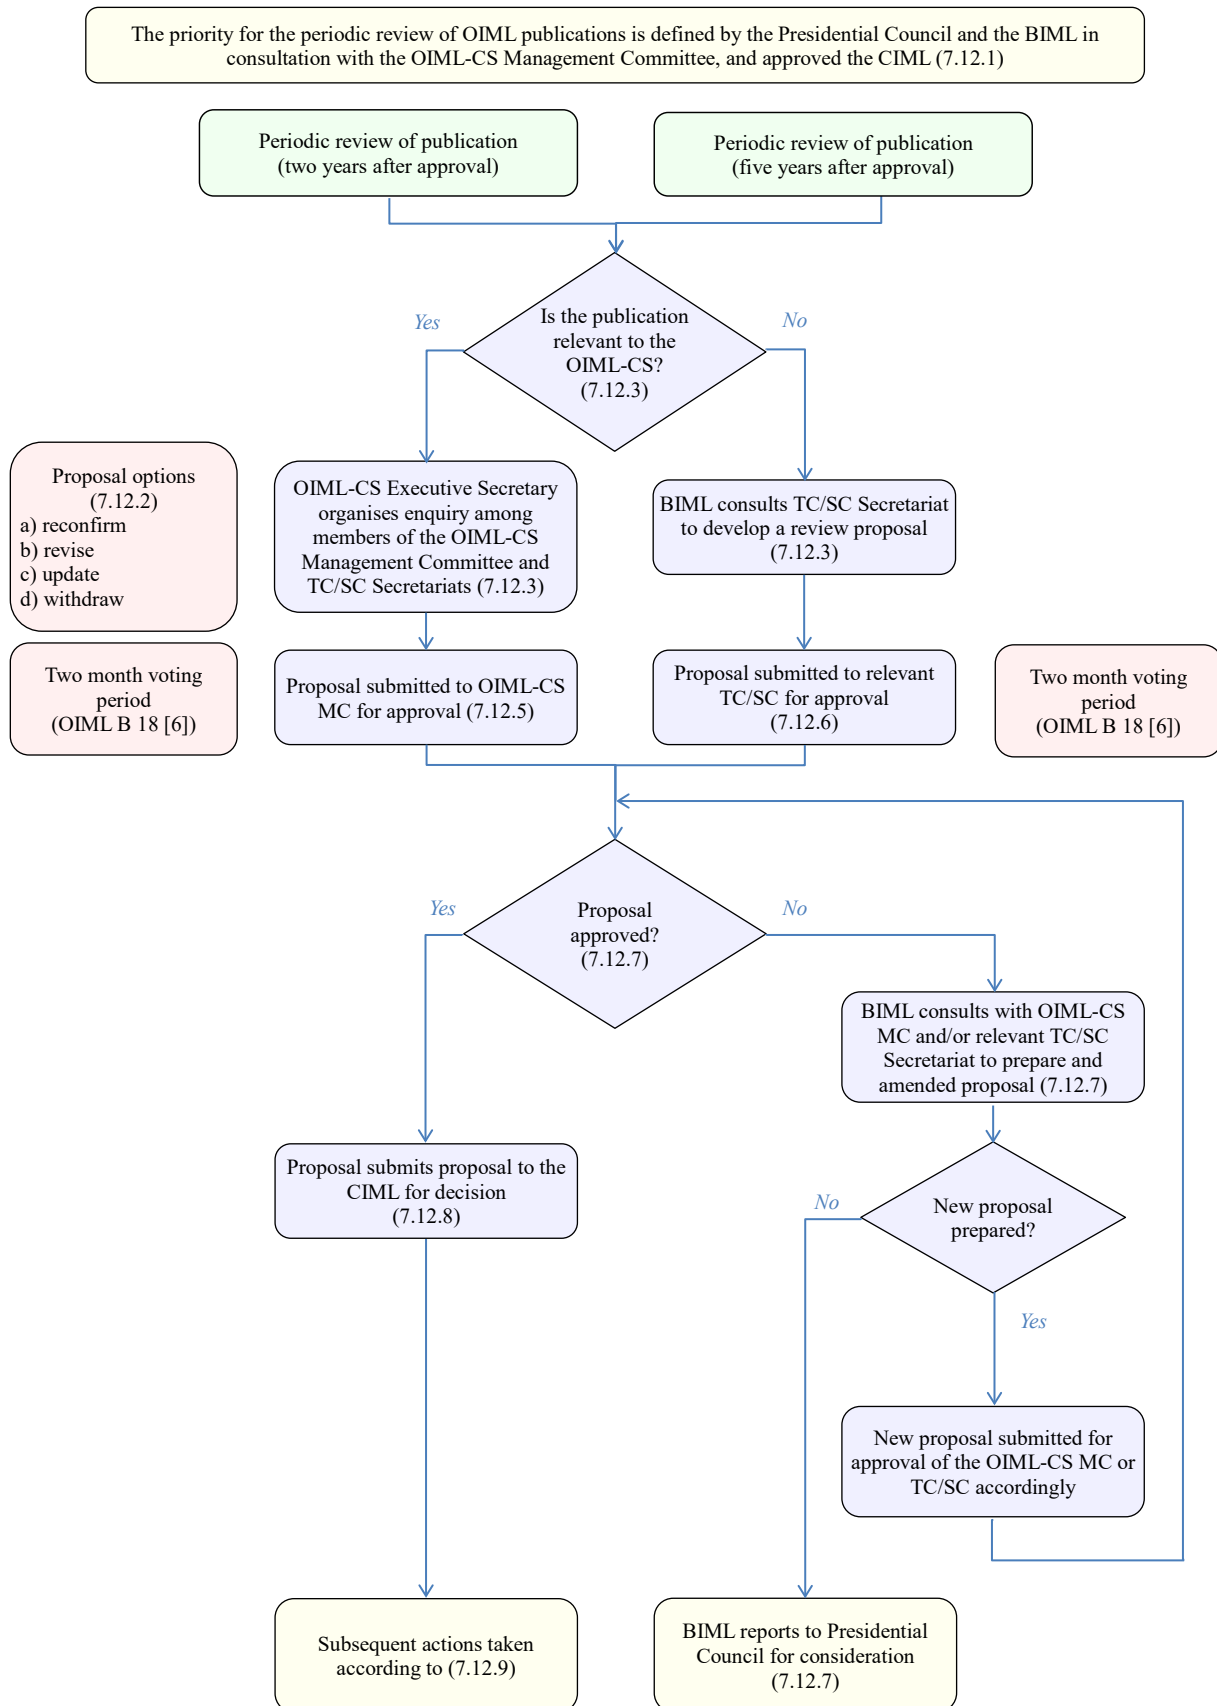 The priority for the periodic review of OIML publications is defined by the Presidential Council and the BIML in
consultation with the OIML-CS Management Committee, and approved the CIML (7.12.1)
Periodic review of publication
(two years after approval)
Periodic review of publication
(five years after approval)
Is the publication
relevant to the
OIML-CS?
(7.12.3)
Yes
No
Proposal options
(7.12.2)
a) reconfirm
b) revise
c) update
d) withdraw
OIML-CS Executive Secretary
organises enquiry among
members of the OIML-CS
Management Committee and
TC/SC Secretariats (7.12.3)
BIML consults TC/SC Secretariat
to develop a review proposal
(7.12.3)
Two month voting
period
(OIML B 18 [6])
Proposal submitted to OIML-CS
MC for approval (7.12.5)
Proposal submitted to relevant
TC/SC for approval
(7.12.6)
Two month voting
period
(OIML B 18 [6])
Yes
Proposal
approved?
(7.12.7)
No
BIML consults with OIML-CS
MC and/or relevant TC/SC
Secretariat to prepare and
amended proposal (7.12.7)
Proposal submits proposal to the
CIML for decision
(7.12.8)
No
New proposal
prepared?
Yes
New proposal submitted for
approval of the OIML-CS MC or
TC/SC accordingly
Subsequent actions taken
according to (7.12.9)
BIML reports to Presidential
Council for consideration
(7.12.7)